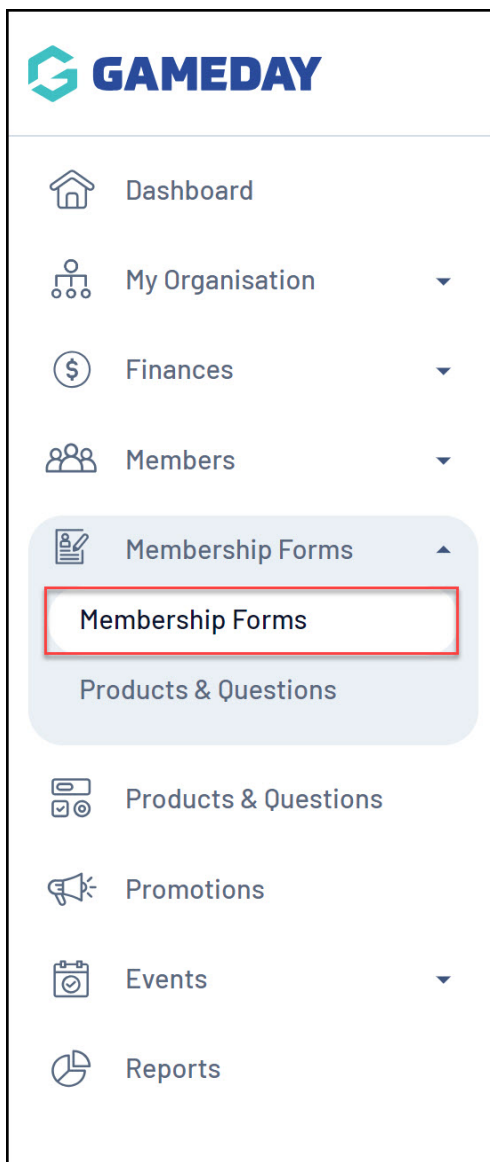 GAMEDAY
Dashboard
My Organisation
Finances
Members
Membership Forms
Membership Forms
Products & Questions
Products & Questions
Promotions
Events
Reports